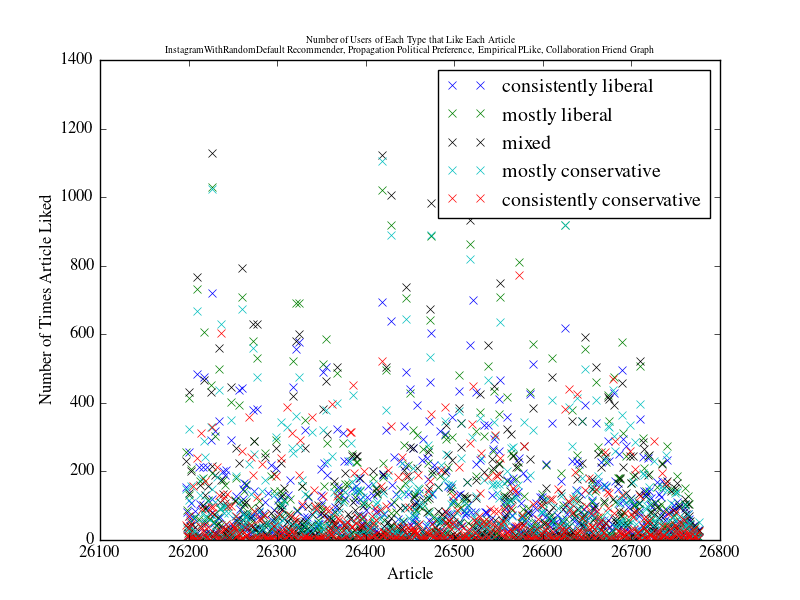 Number of Users of Each Type that Like Each Article
InstagramWithRandomDefault Recommender, Propagation Political Preference, EmpiricalPLike, Collaboration Friend Graph
1400
1200
1000
800
600
400
200
0
Number of Times Article Liked
consistently liberal
mostly liberal
mixed
mostly conservative
consistently conservative
26100 26200 26300 26400 26500 26600 26700 26800
Article